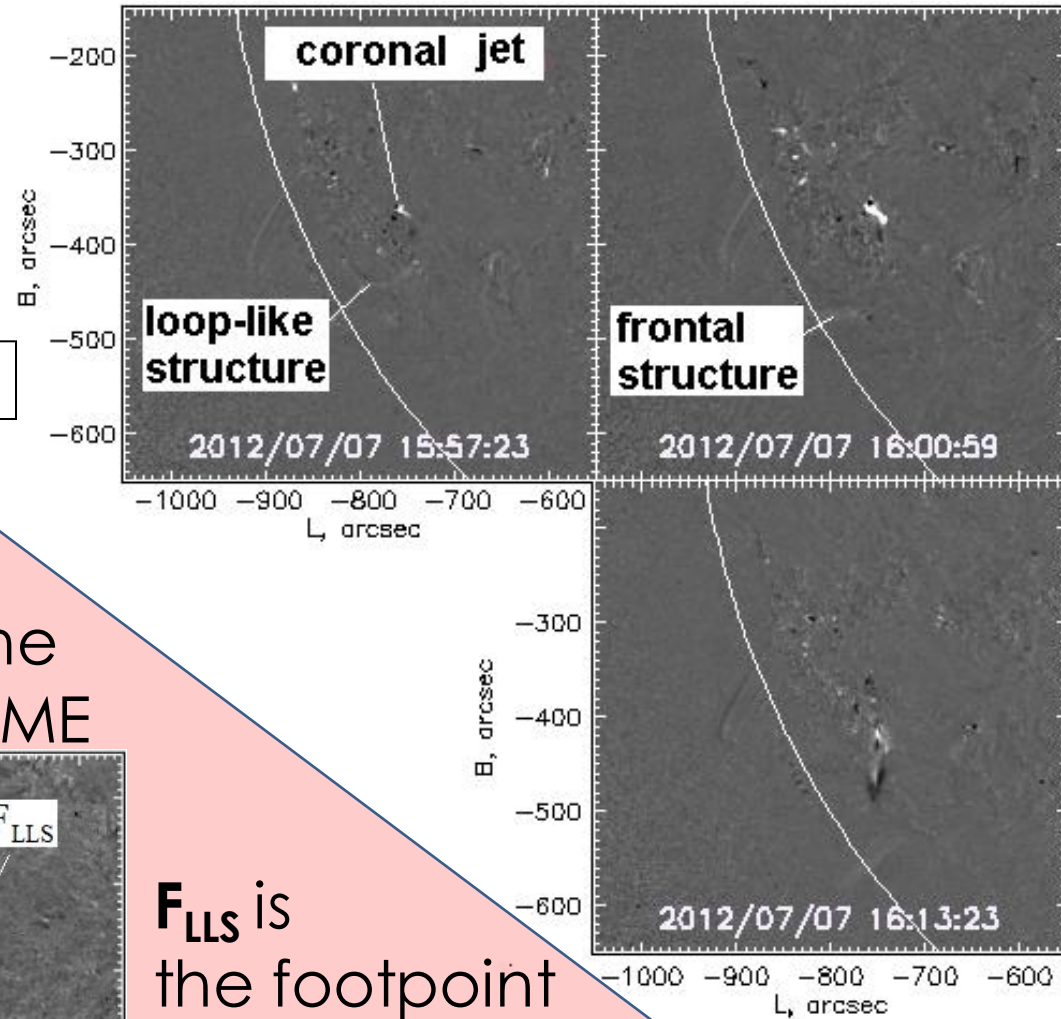 coronal jet
loop-like
structure
2012/07/07 15:57:23
frontal
structure
2012/07/07 16:00:59
−200
−300
−400
−500
−600
B, arcsec
−1000 −900 −800 −700 −600
L, arcsec
−300
−400
−500
−600
B, arcsec
2012/07/07 16:13:23
−1000 −900 −800 −700 −600
L, arcsec
ME
F_LLS
F_LLS is
the footpoint